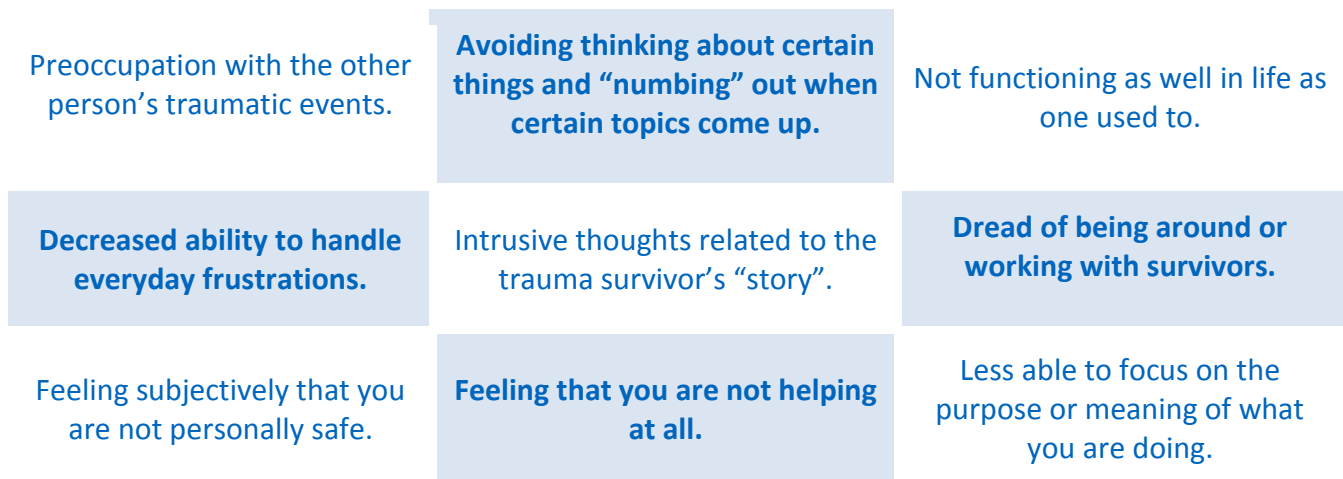 Preoccupation with the other
person’s traumatic events.
Avoiding thinking about certain
things and “numbing” out when
certain topics come up.
Not functioning as well in life as
one used to.
Decreased ability to handle
everyday frustrations.
Intrusive thoughts related to the
trauma survivor’s “story”.
Dread of being around or
working with survivors.
Feeling subjectively that you
are not personally safe.
Feeling that you are not helping
at all.
Less able to focus on the
purpose or meaning of what
you are doing.